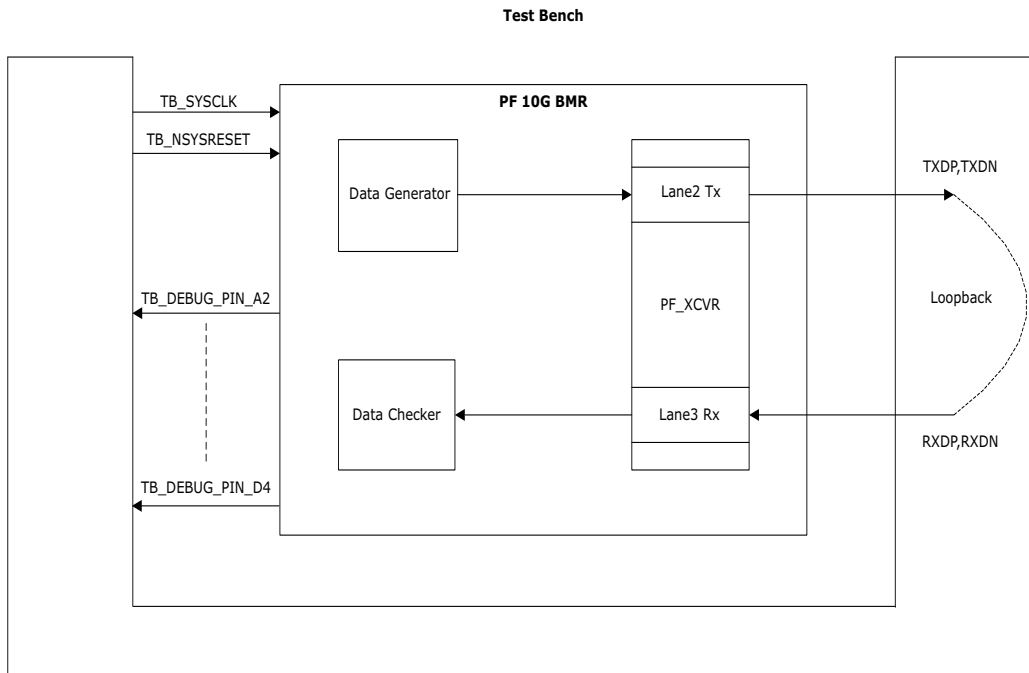 Test Bench
PF 10G BMR
TB_SYSCLK
TB_NSYSRESET
Data Generator
Lane2 Tx
TXDP,TXDN
TB_DEBUG_PIN_A2
PF_XCVR
Loopback
Data Checker
Lane3 Rx
RXDP,RXDN
TB_DEBUG_PIN_D4